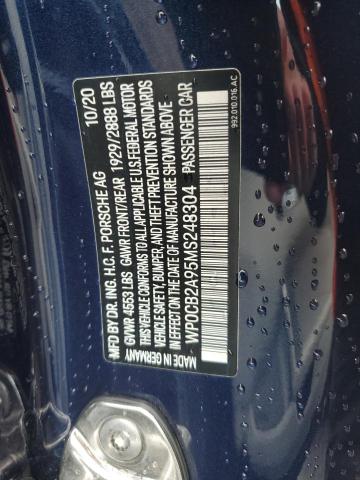 MFD BY DR. ING. H.C. F. PORSCHE AG 10/20
GVWR 4553 LBS GAWR FRONT/REAR 1929/2888 LBS
THIS VEHICLE CONFORMS TO ALL APPLICABLE U.S. FEDERAL MOTOR
VEHICLE SAFETY, BUMPER, AND THEFT PREVENTION STANDARDS
IN EFFECT ON THE DATE OF MANUFACTURE SHOWN ABOVE
WP0CB2A95MS248304 PASSENGER CAR
MADE IN GERMANY
992.010.016.AC